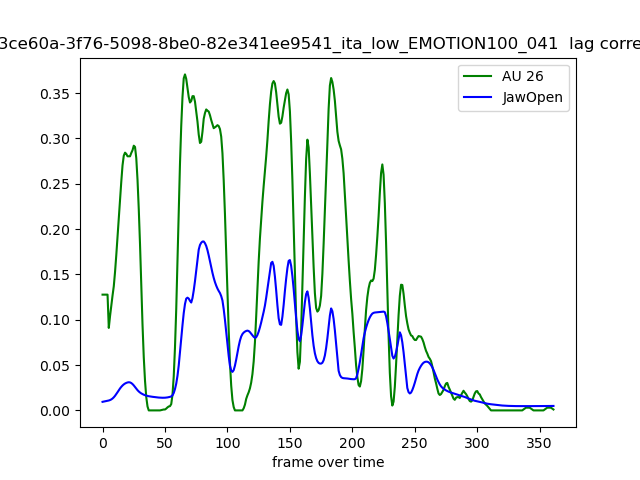 3ce60a-3f76-5098-8be0-82e341ee9541_ita_low_EMOTION100_041  lag corre
AU 26
JawOpen
0.35
0.30
0.25
0.20
0.15
0.10
0.05
0.00
0 50 100 150 200 250 300 350
frame over time